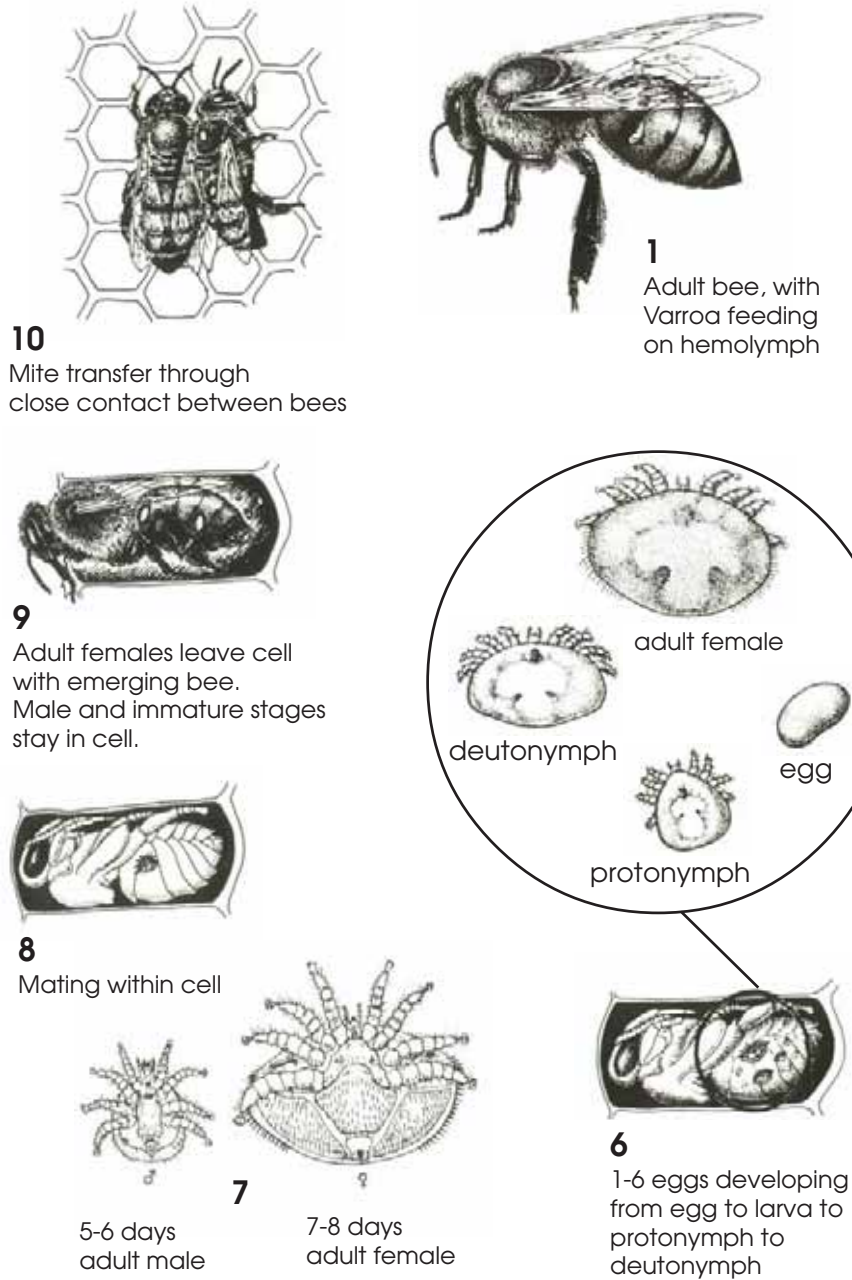 10
Mite transfer through
close contact between bees
1
Adult bee, with
Varroa feeding
on hemolymph
9
Adult females leave cell
with emerging bee.
Male and immature stages
stay in cell.
adult female
deutonymph
egg
protonymph
8
Mating within cell
♂
♀
7
5-6 days
adult male
7-8 days
adult female
6
1-6 eggs developing
from egg to larva to
protonymph to
deutonymph